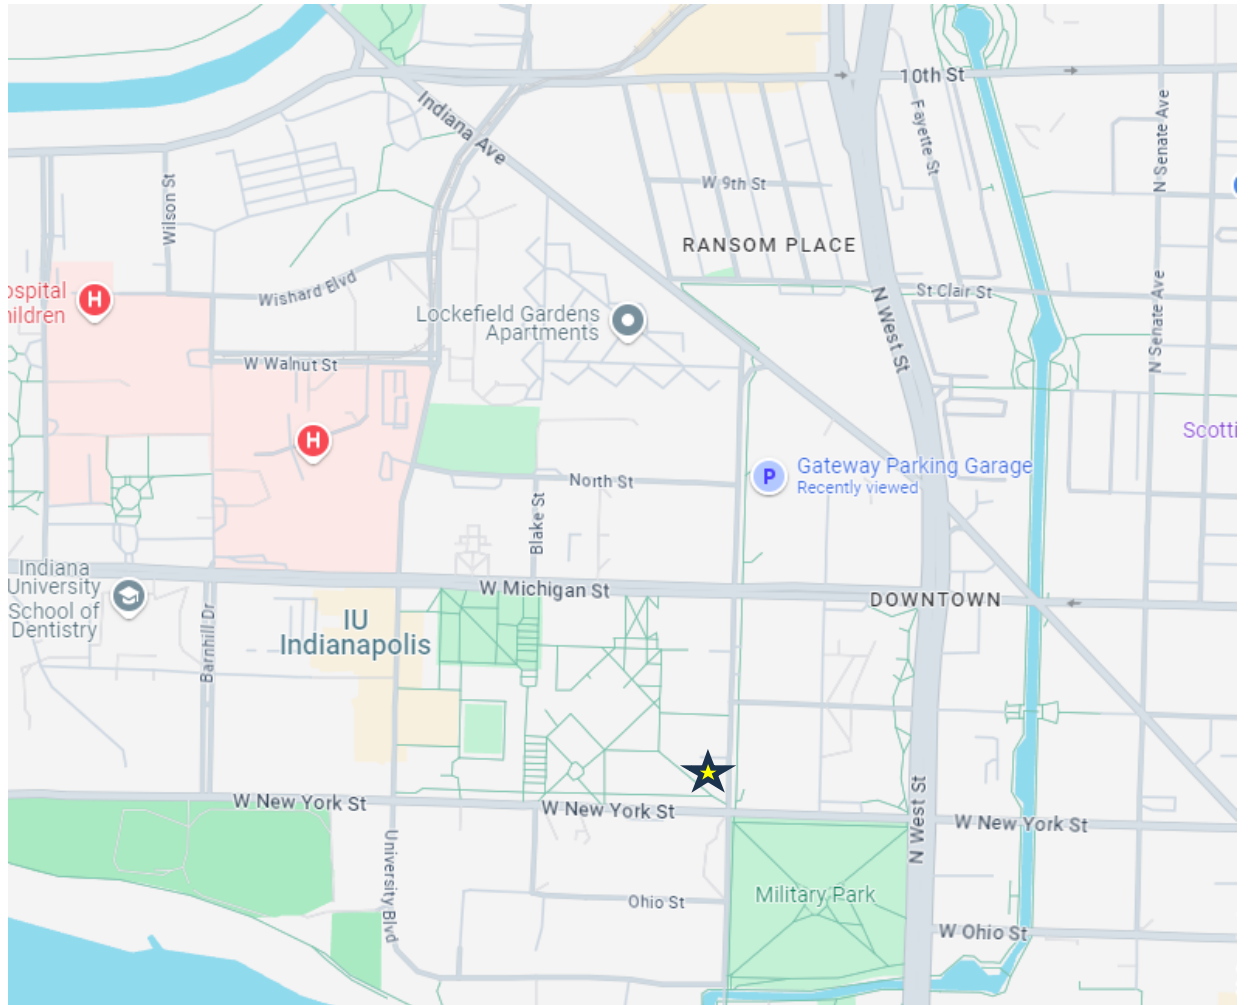 10th St
Indiana Ave
Fayette St
N Senate Ave
Wilson St
W 9th St
RANSOM PLACE
ospital
hildren
H
Wishard Blvd
St Clair St
Lockefield Gardens
Apartments
N West St
N Senate Ave
W Walnut St
H
Scotti
P
Gateway Parking Garage
Recently viewed
North St
Blake St
Indiana
University
School of
Dentistry
W Michigan St
DOWNTOWN
IU
Indianapolis
Barnhill Dr
W New York St
W New York St
N West St
W New York St
University Blvd
Military Park
Ohio St
W Ohio St